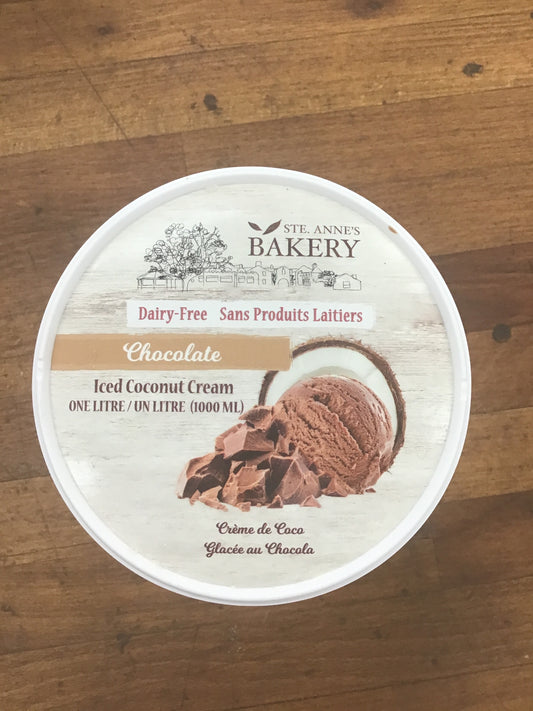 STE. ANNE'S
BAKERY
Dairy-Free Sans Produits Laitiers
Chocolate
Iced Coconut Cream
ONE LITRE / UN LITRE (1000 ML)
Crème de Coco
Glacée au Chocola